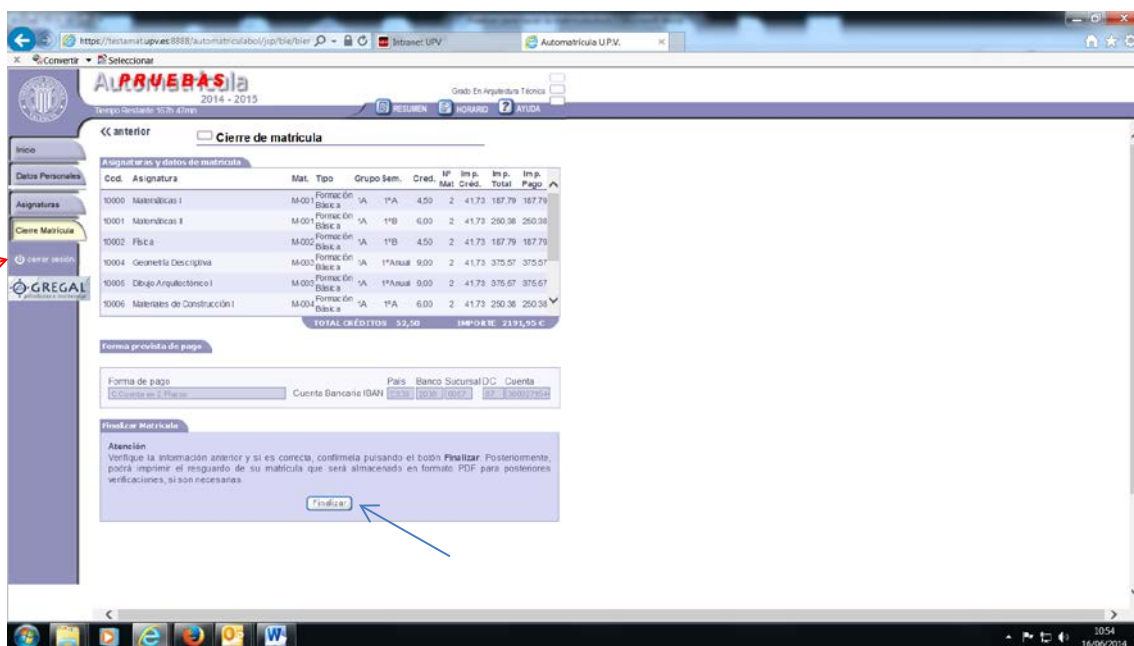 https://testamat.upv.es:8888/automatriculabol/jsp/bie/bier
Intranet UPV
Automatrícula U.P.V.
Convertir
Seleccionar
PRUEBAS
2014 - 2015
Grado En Arquitectura Técnica
Tiempo Restante 557h 47min
RESUMEN
HORARIO
AYUDA
<< anterior
Cierre de matrícula
Inicio
Datos Personales
Asignaturas
Cierre Matrícula
cerrar sesión
GREGAL
Asignaturas y datos de matrícula
Cod. Asignatura Mat. Tipo Grupo Sem. Cred. Nº Mat Imp. Créd. Imp. Total Imp. Pago
10000 Matemáticas I M-001 Formación Básica 1A 1ºA 4,50 2 41,73 187,79 187,79
10001 Matemáticas II M-001 Formación Básica 1A 1ºB 6,00 2 41,73 250,38 250,38
10002 Física M-002 Formación Básica 1A 1ºB 4,50 2 41,73 187,79 187,79
10004 Geometría Descriptiva M-003 Formación Básica 1A 1ºAnual 9,00 2 41,73 375,57 375,57
10005 Dibujo Arquitectónico I M-003 Formación Básica 1A 1ºAnual 9,00 2 41,73 375,57 375,57
10006 Materiales de Construcción I M-004 Formación Básica 1A 1ºA 6,00 2 41,73 250,38 250,38
TOTAL CRÉDITOS 52,50 IMPORTE 2191,95 €
Forma prevista de pago
Forma de pago
País Banco Sucursal DC Cuenta
Cuenta Bancaria IBAN
Finalizar Matrícula
Atención
Verifique la información anterior y si es correcta, confírmela pulsando el botón Finalizar. Posteriormente,
podrá imprimir el resguardo de su matrícula que será almacenado en formato PDF para posteriores
verificaciones, si son necesarias.
Finalizar
10:54
16/06/2014